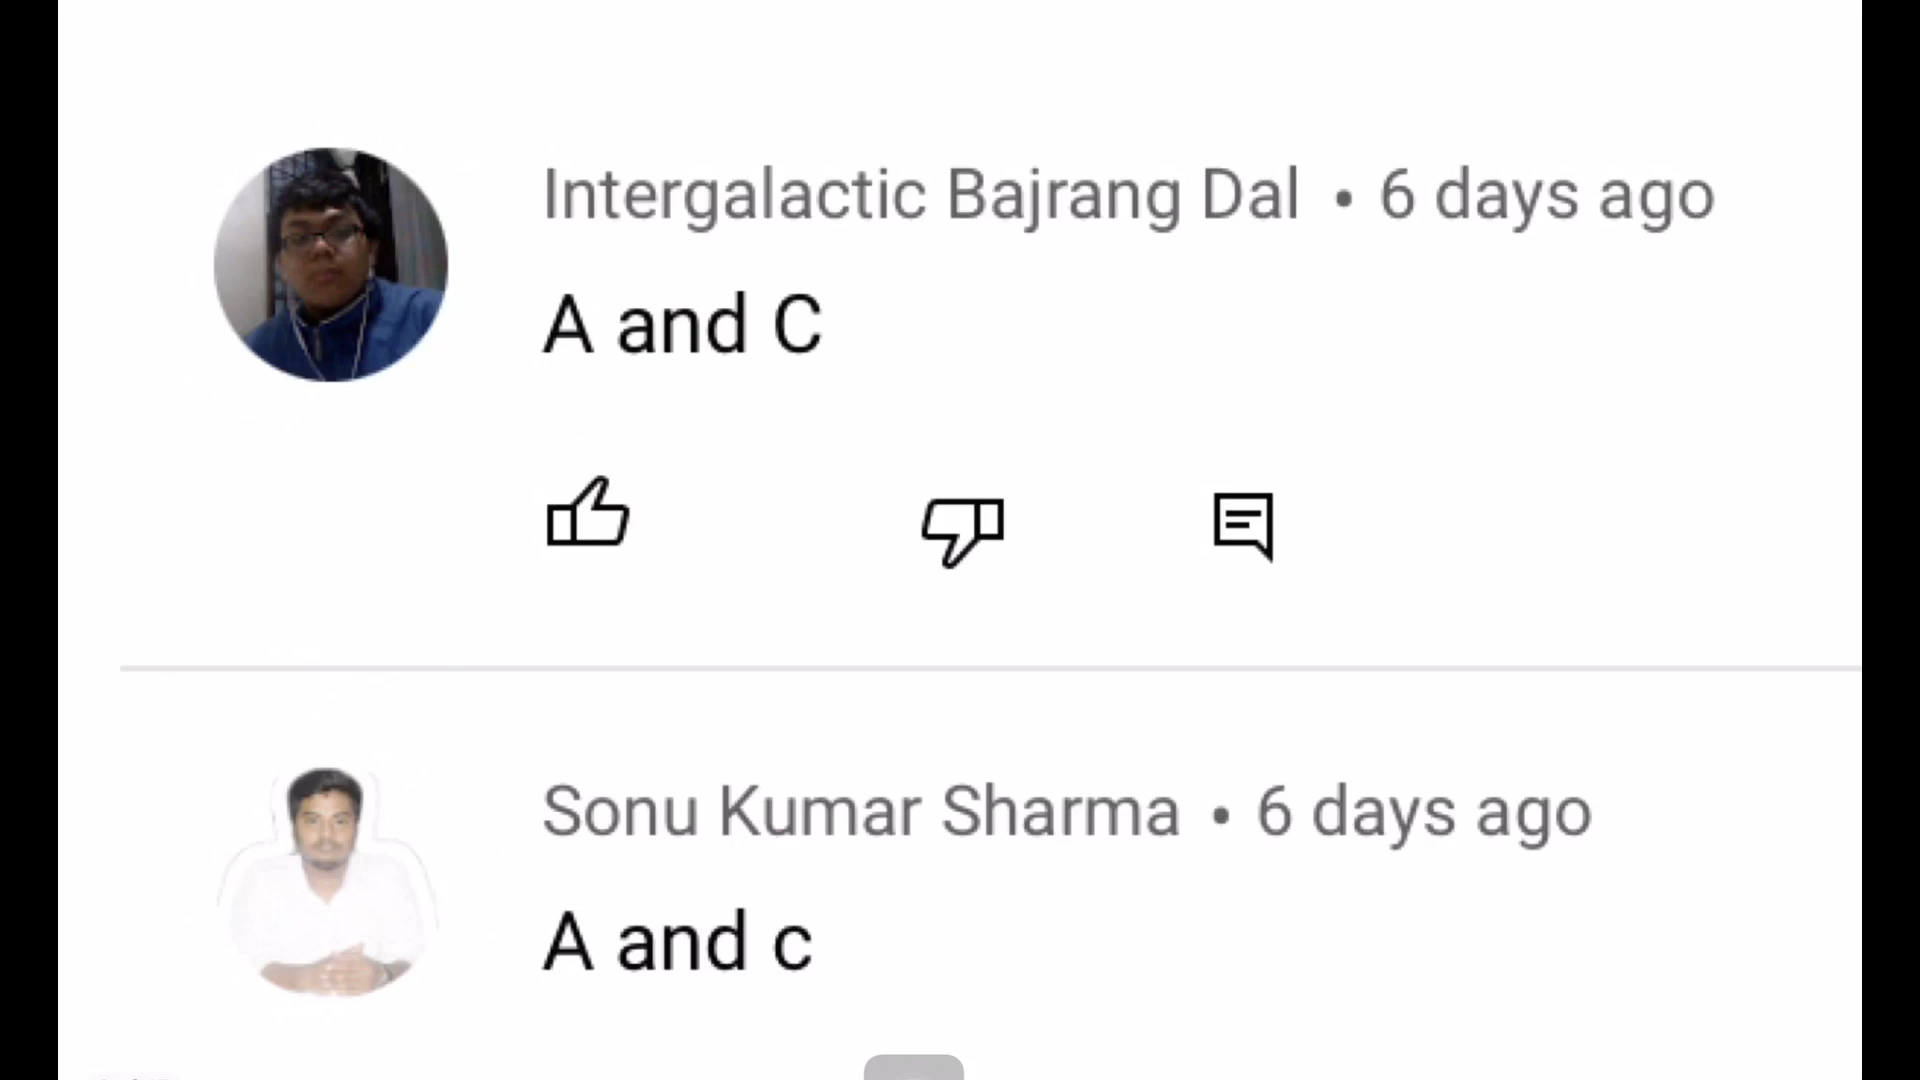 Intergalactic Bajrang Dal • 6 days ago
A and C
Sonu Kumar Sharma • 6 days ago
A and c